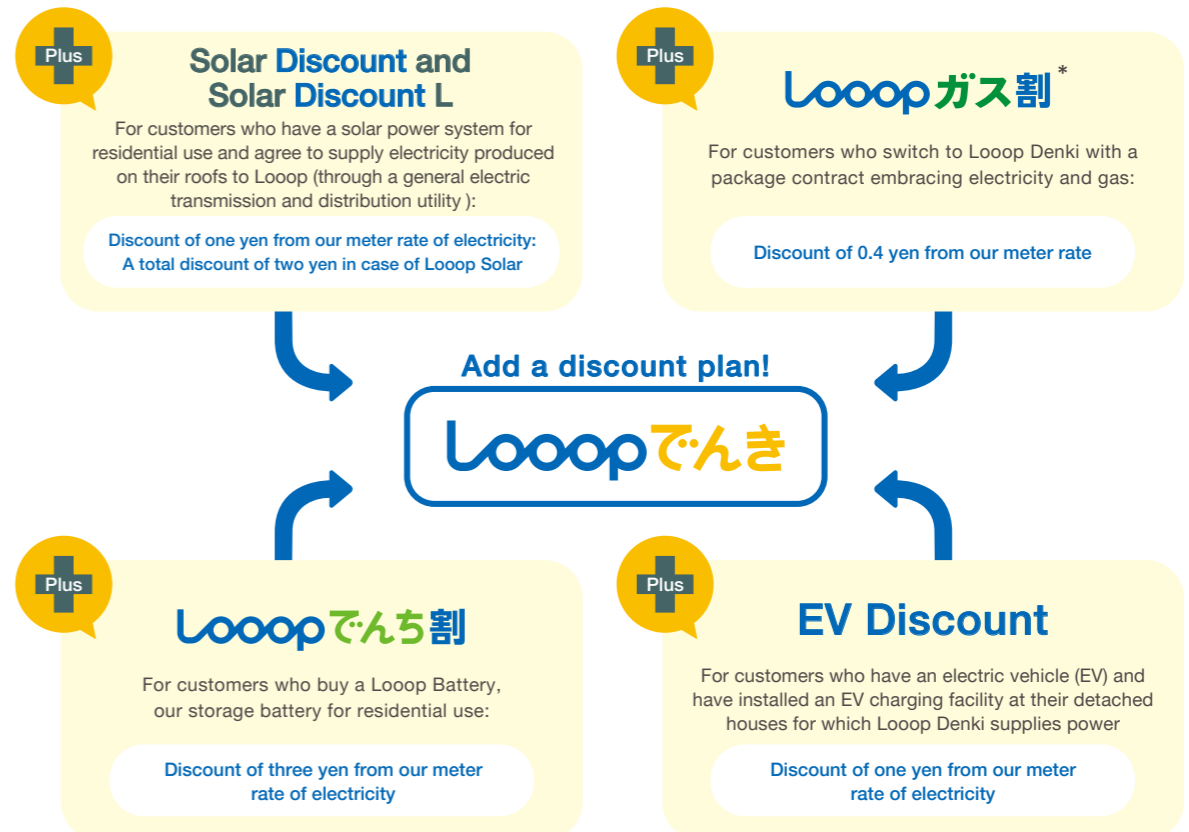 Plus
Solar Discount and
Solar Discount L
For customers who have a solar power system for
residential use and agree to supply electricity produced
on their roofs to Looop (through a general electric
transmission and distribution utility ):
Discount of one yen from our meter rate of electricity:
A total discount of two yen in case of Looop Solar
Plus
Looopガス割*
For customers who switch to Looop Denki with a
package contract embracing electricity and gas:
Discount of 0.4 yen from our meter rate
Add a discount plan!
Looopでんき
Plus
Looopでんち割
For customers who buy a Looop Battery,
our storage battery for residential use:
Discount of three yen from our meter
rate of electricity
Plus
EV Discount
For customers who have an electric vehicle (EV) and
have installed an EV charging facility at their detached
houses for which Looop Denki supplies power
Discount of one yen from our meter
rate of electricity